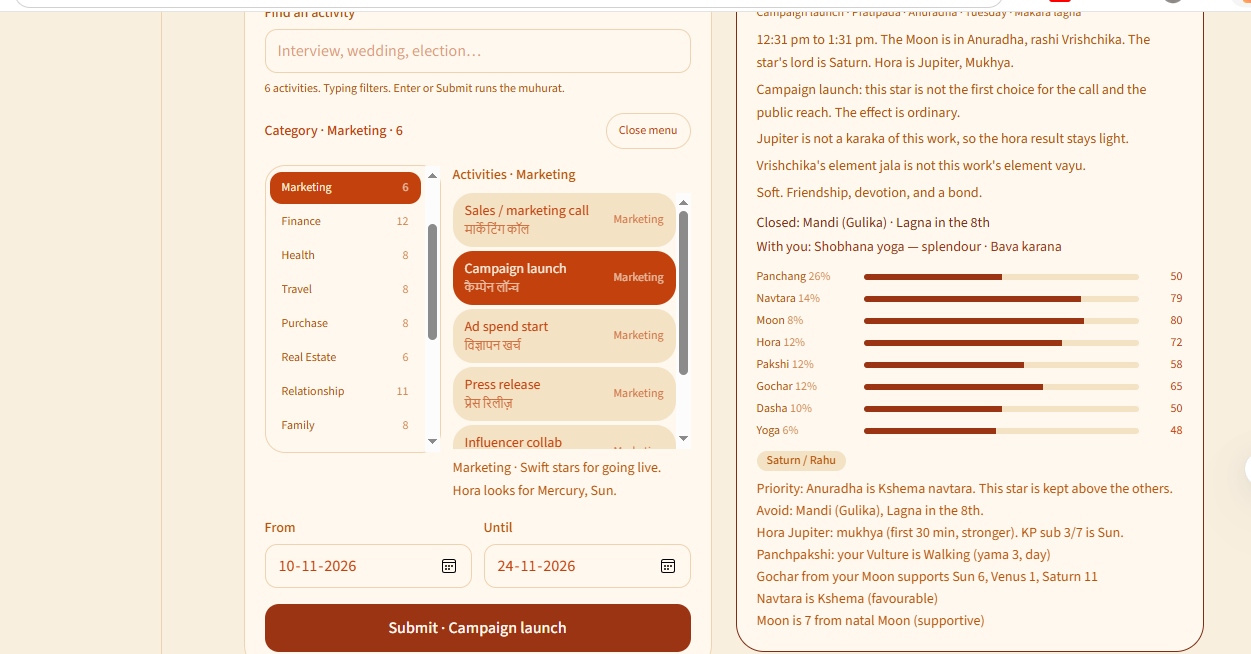 Find an activity
Interview, wedding, election…
6 activities. Typing filters. Enter or Submit runs the muhurat.
Category · Marketing · 6
Close menu
Marketing 6
Finance 12
Health 8
Travel 8
Purchase 8
Real Estate 6
Relationship 11
Family 8
Activities · Marketing
Sales / marketing call Marketing
मार्केटिंग कॉल
Campaign launch Marketing
कैम्पेन लॉन्च
Ad spend start Marketing
विज्ञापन खर्च
Press release Marketing
प्रेस रिलीज़
Influencer collab
Marketing · Swift stars for going live.
Hora looks for Mercury, Sun.
From
10-11-2026
Until
24-11-2026
Submit · Campaign launch
Campaign launch · Pratipada · Anuradha · Tuesday · Makara lagna
12:31 pm to 1:31 pm. The Moon is in Anuradha, rashi Vrishchika. The
star's lord is Saturn. Hora is Jupiter, Mukhya.
Campaign launch: this star is not the first choice for the call and the
public reach. The effect is ordinary.
Jupiter is not a karaka of this work, so the hora result stays light.
Vrishchika's element jala is not this work's element vayu.
Soft. Friendship, devotion, and a bond.
Closed: Mandi (Gulika) · Lagna in the 8th
With you: Shobhana yoga — splendour · Bava karana
Panchang 26% 50
Navtara 14% 79
Moon 8% 80
Hora 12% 72
Pakshi 12% 58
Gochar 12% 65
Dasha 10% 50
Yoga 6% 48
Saturn / Rahu
Priority: Anuradha is Kshema navtara. This star is kept above the others.
Avoid: Mandi (Gulika), Lagna in the 8th.
Hora Jupiter: mukhya (first 30 min, stronger). KP sub 3/7 is Sun.
Panchpakshi: your Vulture is Walking (yama 3, day)
Gochar from your Moon supports Sun 6, Venus 1, Saturn 11
Navtara is Kshema (favourable)
Moon is 7 from natal Moon (supportive)